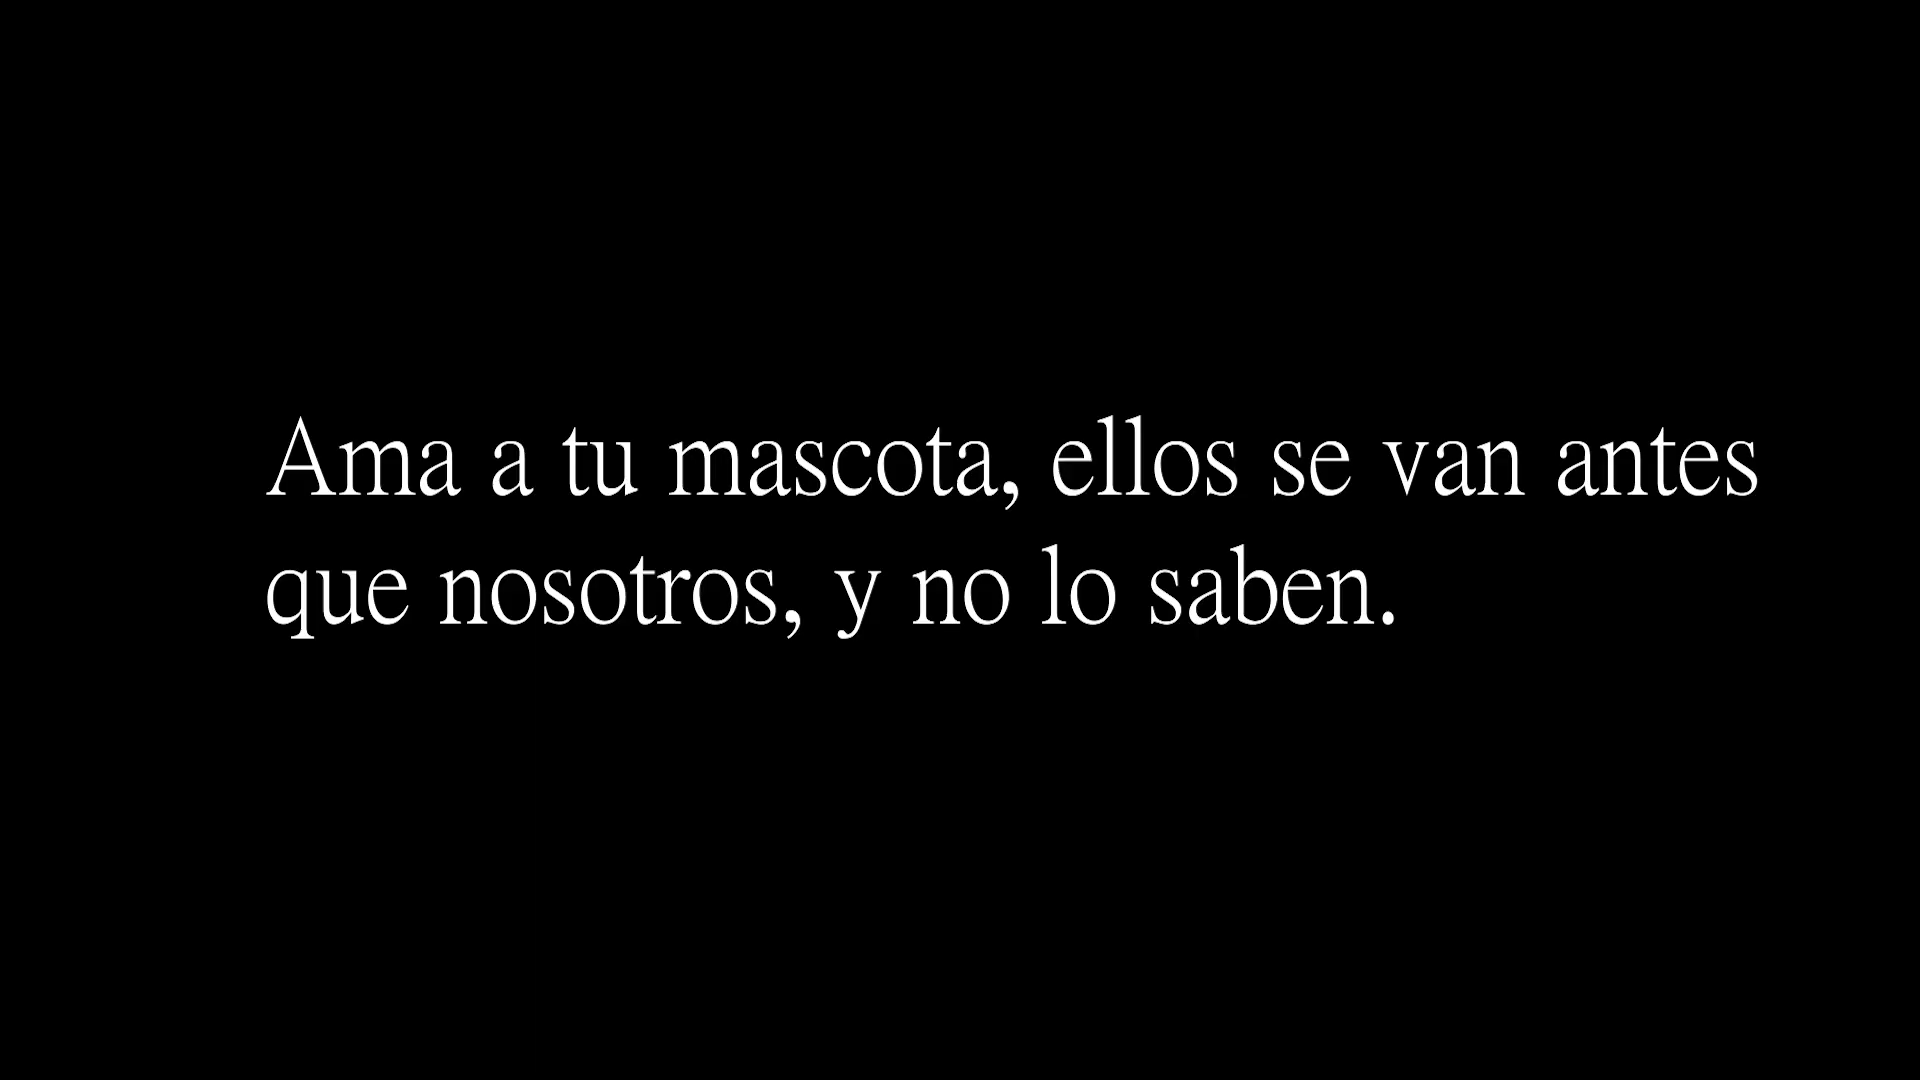 Ama a tu mascota, ellos se van antes
que nosotros, y no lo saben.